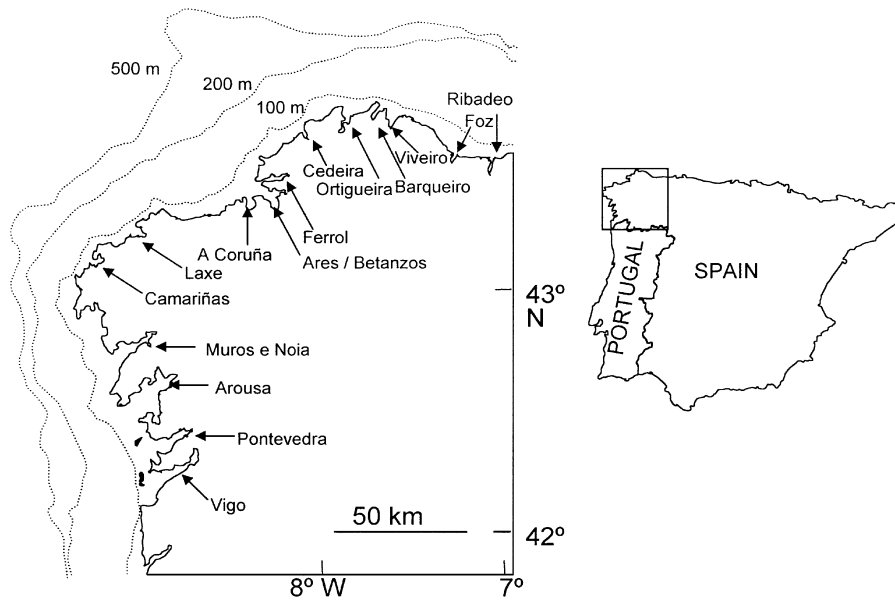 500 m
200 m
100 m
Ribadeo
Foz
Viveiro
Cedeira
Ortigueira
Barqueiro
Ferrol
A Coruña
Ares / Betanzos
Laxe
Camariñas
43º
N
Muros e Noia
Arousa
Pontevedra
Vigo
50 km
42º
8º W
7º
SPAIN
PORTUGAL